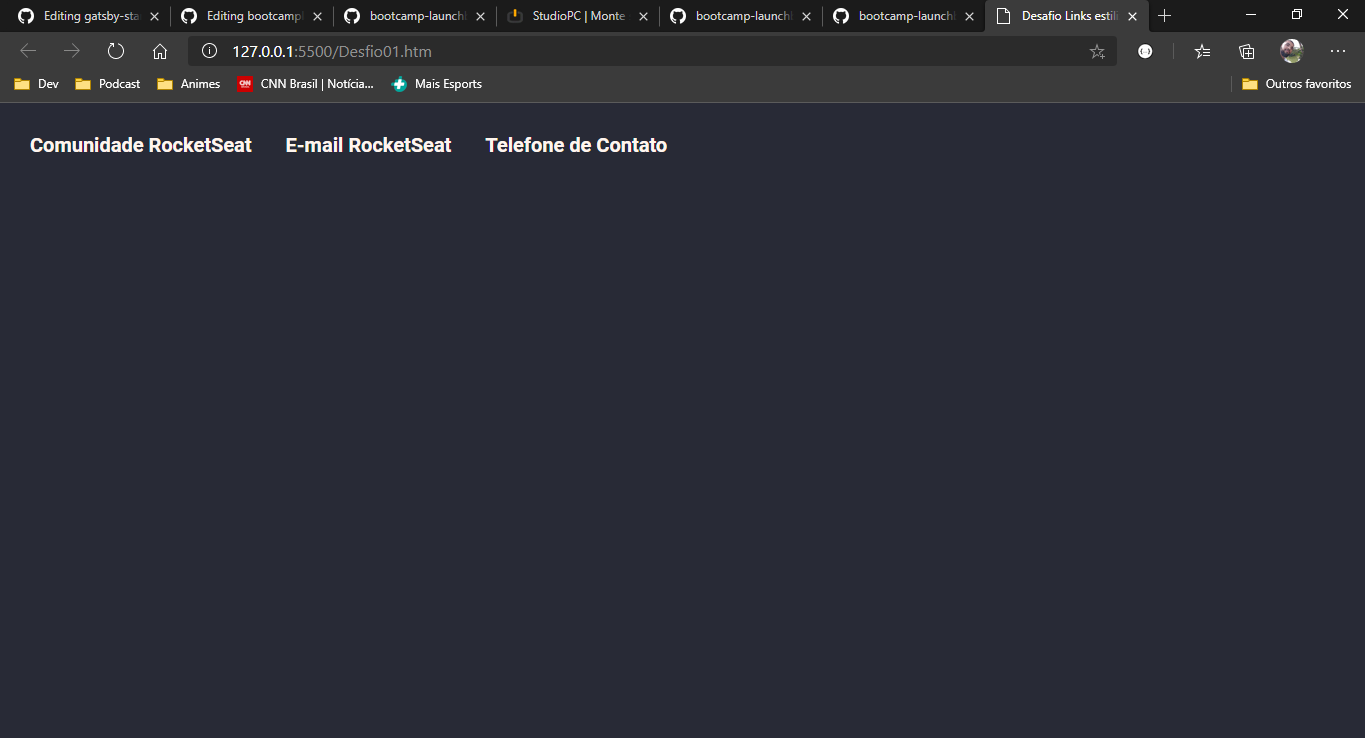 Editing gatsby-sta Editing bootcamp bootcamp-launch StudioPC | Monte bootcamp-launch bootcamp-launch Desafio Links estili
127.0.0.1:5500/Desfio01.htm
Dev Podcast Animes CNN CNN Brasil | Notícia... Mais Esports Outros favoritos
Comunidade RocketSeat E-mail RocketSeat Telefone de Contato